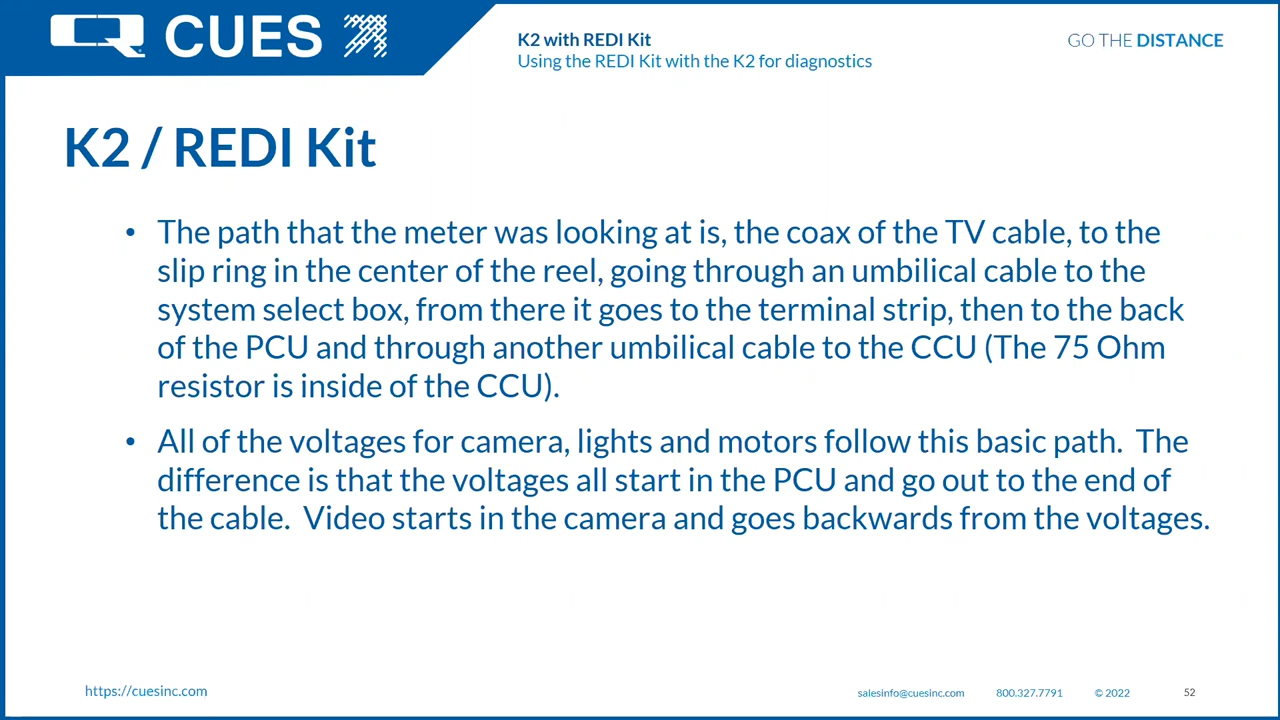 CUES
K2 with REDI Kit
Using the REDI Kit with the K2 for diagnostics
GO THE DISTANCE
K2 / REDI Kit
• The path that the meter was looking at is, the coax of the TV cable, to the
slip ring in the center of the reel, going through an umbilical cable to the
system select box, from there it goes to the terminal strip, then to the back
of the PCU and through another umbilical cable to the CCU (The 75 Ohm
resistor is inside of the CCU).
• All of the voltages for camera, lights and motors follow this basic path.  The
difference is that the voltages all start in the PCU and go out to the end of
the cable.  Video starts in the camera and goes backwards from the voltages.
https://cuesinc.com
salesinfo@cuesinc.com
800.327.7791
© 2022
52